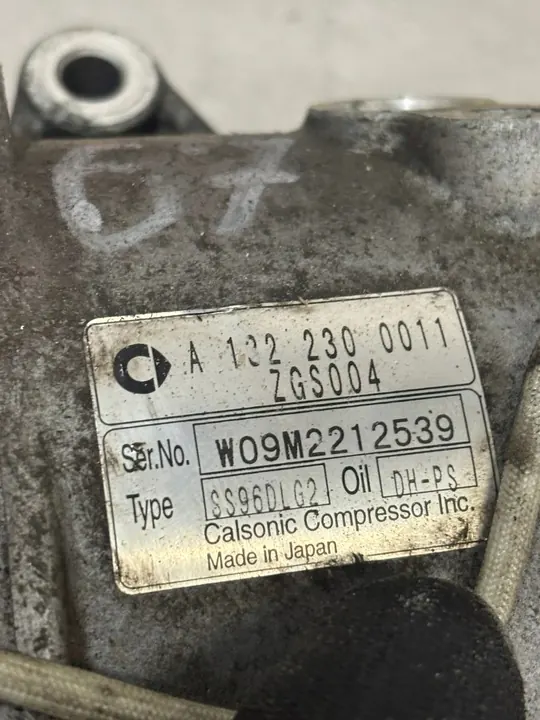 A 132 230 0011
ZGS004
Ser.No. W09M2212539
Type SS96DLG2 Oil DH-PS
Calsonic Compressor Inc.
Made in Japan